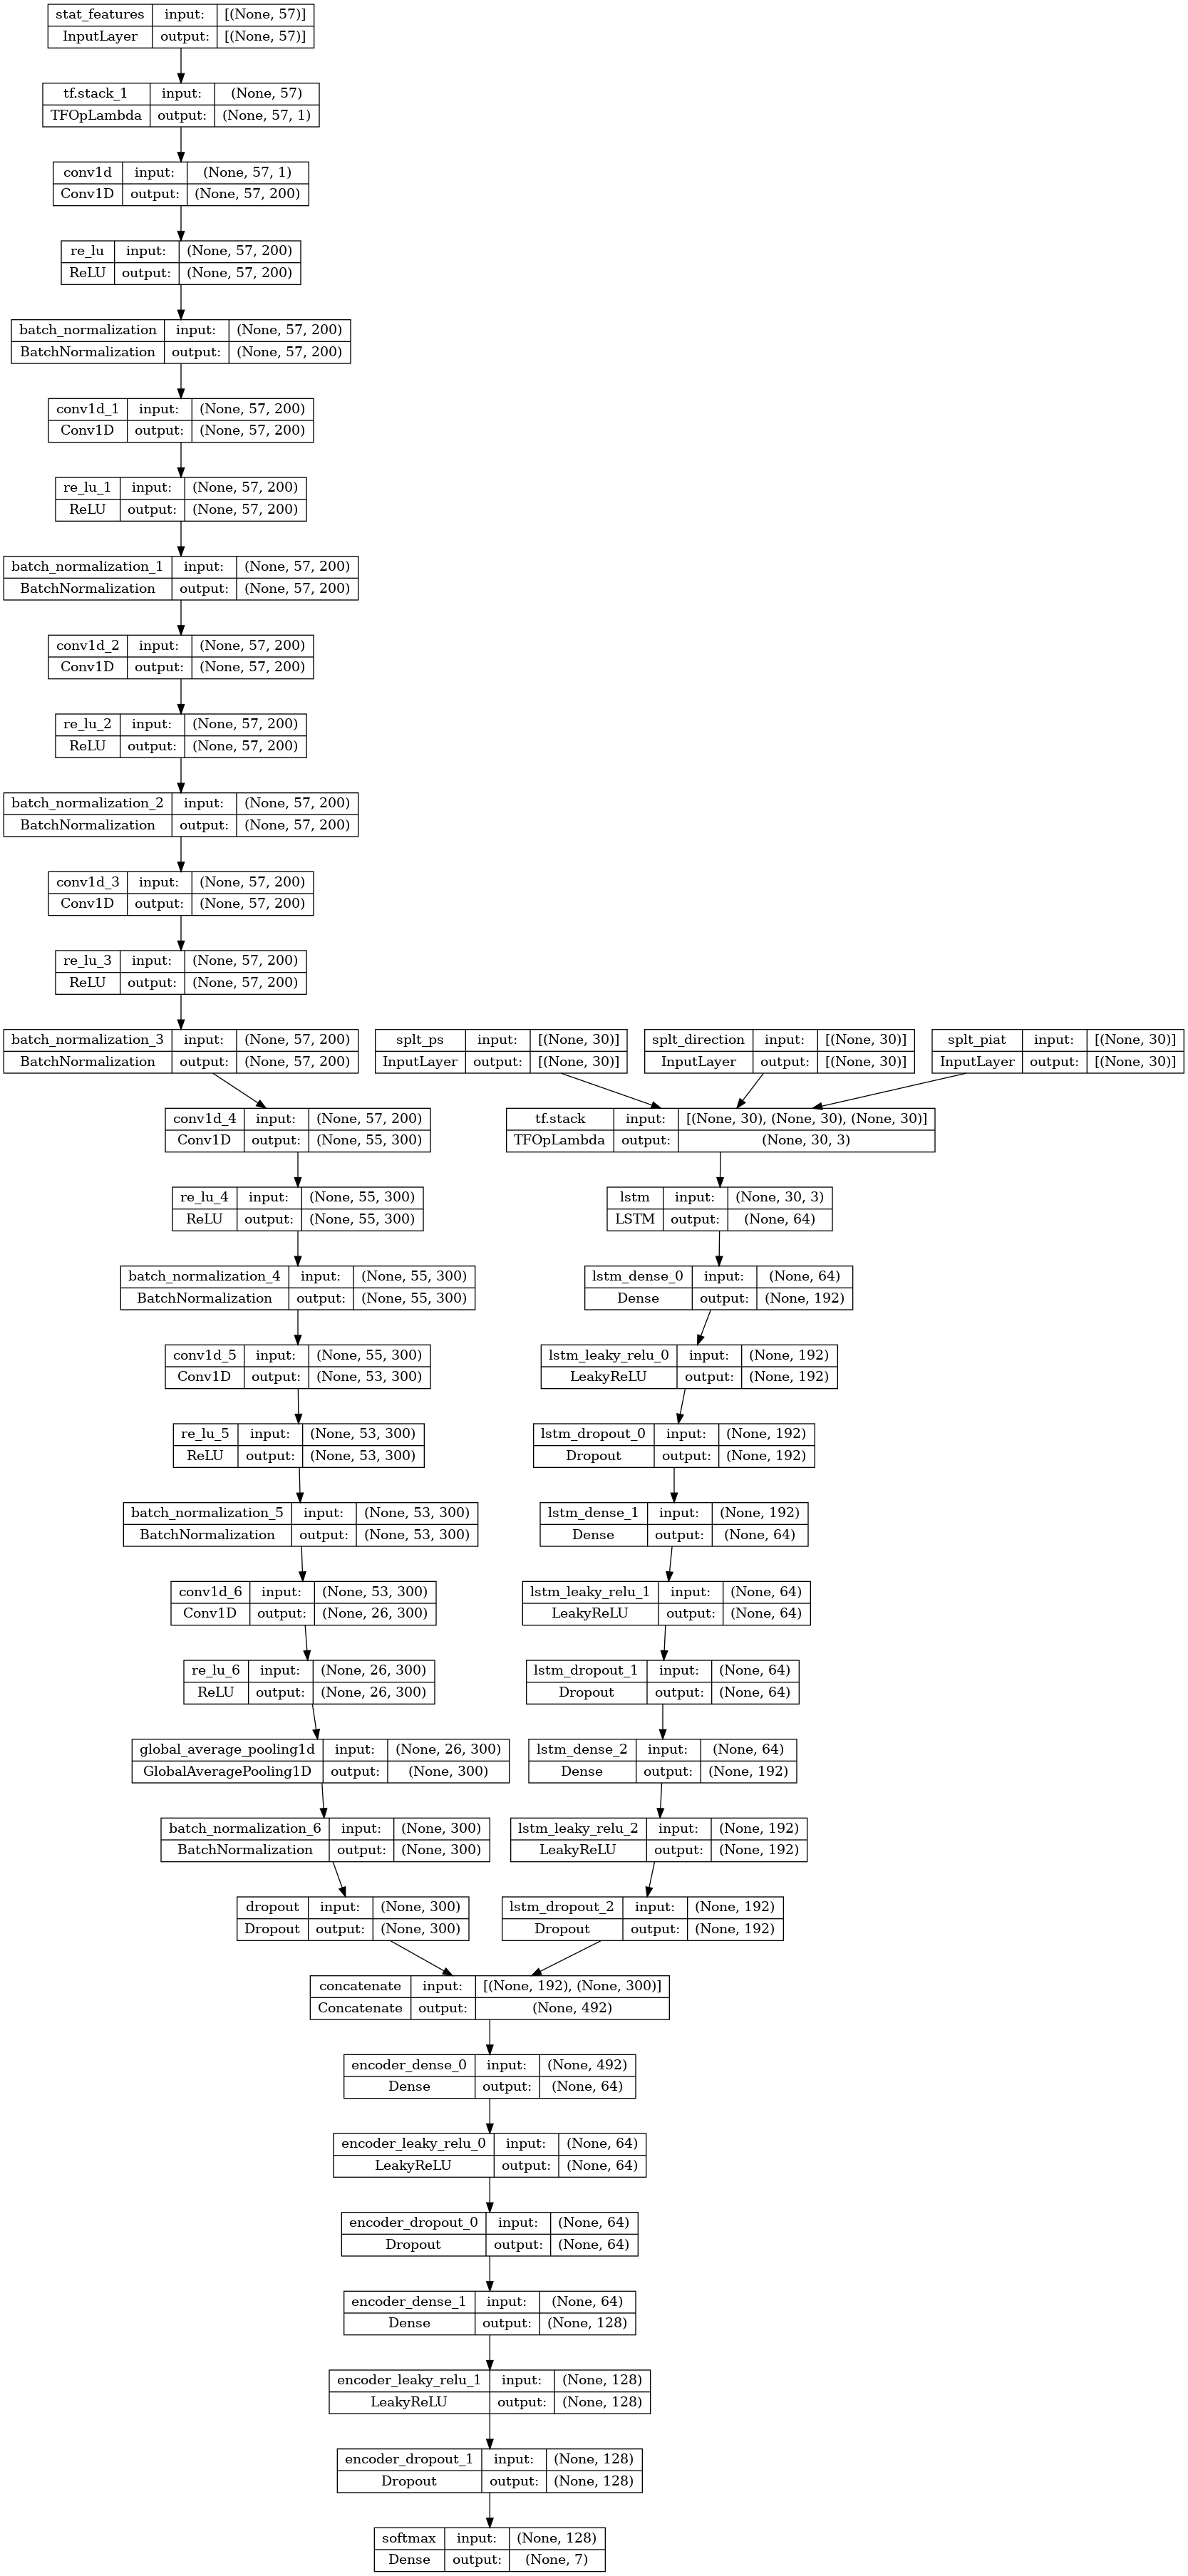 stat_features input: [(None, 57)]
InputLayer output: [(None, 57)]
tf.stack_1 input: (None, 57)
TFOpLambda output: (None, 57, 1)
conv1d input: (None, 57, 1)
Conv1D output: (None, 57, 200)
re_lu input: (None, 57, 200)
ReLU output: (None, 57, 200)
batch_normalization input: (None, 57, 200)
BatchNormalization output: (None, 57, 200)
conv1d_1 input: (None, 57, 200)
Conv1D output: (None, 57, 200)
re_lu_1 input: (None, 57, 200)
ReLU output: (None, 57, 200)
batch_normalization_1 input: (None, 57, 200)
BatchNormalization output: (None, 57, 200)
conv1d_2 input: (None, 57, 200)
Conv1D output: (None, 57, 200)
re_lu_2 input: (None, 57, 200)
ReLU output: (None, 57, 200)
batch_normalization_2 input: (None, 57, 200)
BatchNormalization output: (None, 57, 200)
conv1d_3 input: (None, 57, 200)
Conv1D output: (None, 57, 200)
re_lu_3 input: (None, 57, 200)
ReLU output: (None, 57, 200)
batch_normalization_3 input: (None, 57, 200)
BatchNormalization output: (None, 57, 200)
splt_ps input: [(None, 30)]
InputLayer output: [(None, 30)]
splt_direction input: [(None, 30)]
InputLayer output: [(None, 30)]
splt_piat input: [(None, 30)]
InputLayer output: [(None, 30)]
conv1d_4 input: (None, 57, 200)
Conv1D output: (None, 55, 300)
tf.stack input: [(None, 30), (None, 30), (None, 30)]
TFOpLambda output: (None, 30, 3)
re_lu_4 input: (None, 55, 300)
ReLU output: (None, 55, 300)
lstm input: (None, 30, 3)
LSTM output: (None, 64)
batch_normalization_4 input: (None, 55, 300)
BatchNormalization output: (None, 55, 300)
lstm_dense_0 input: (None, 64)
Dense output: (None, 192)
conv1d_5 input: (None, 55, 300)
Conv1D output: (None, 53, 300)
lstm_leaky_relu_0 input: (None, 192)
LeakyReLU output: (None, 192)
re_lu_5 input: (None, 53, 300)
ReLU output: (None, 53, 300)
lstm_dropout_0 input: (None, 192)
Dropout output: (None, 192)
batch_normalization_5 input: (None, 53, 300)
BatchNormalization output: (None, 53, 300)
lstm_dense_1 input: (None, 192)
Dense output: (None, 64)
conv1d_6 input: (None, 53, 300)
Conv1D output: (None, 26, 300)
lstm_leaky_relu_1 input: (None, 64)
LeakyReLU output: (None, 64)
re_lu_6 input: (None, 26, 300)
ReLU output: (None, 26, 300)
lstm_dropout_1 input: (None, 64)
Dropout output: (None, 64)
global_average_pooling1d input: (None, 26, 300)
GlobalAveragePooling1D output: (None, 300)
lstm_dense_2 input: (None, 64)
Dense output: (None, 192)
batch_normalization_6 input: (None, 300)
BatchNormalization output: (None, 300)
lstm_leaky_relu_2 input: (None, 192)
LeakyReLU output: (None, 192)
dropout input: (None, 300)
Dropout output: (None, 300)
lstm_dropout_2 input: (None, 192)
Dropout output: (None, 192)
concatenate input: [(None, 192), (None, 300)]
Concatenate output: (None, 492)
encoder_dense_0 input: (None, 492)
Dense output: (None, 64)
encoder_leaky_relu_0 input: (None, 64)
LeakyReLU output: (None, 64)
encoder_dropout_0 input: (None, 64)
Dropout output: (None, 64)
encoder_dense_1 input: (None, 64)
Dense output: (None, 128)
encoder_leaky_relu_1 input: (None, 128)
LeakyReLU output: (None, 128)
encoder_dropout_1 input: (None, 128)
Dropout output: (None, 128)
softmax input: (None, 128)
Dense output: (None, 7)